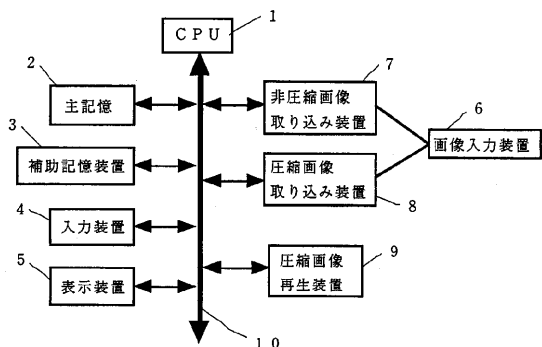 1
ＣＰＵ
2
主記憶
3
補助記憶装置
4
入力装置
5
表示装置
7
非圧縮画像
取り込み装置
6
画像入力装置
圧縮画像
取り込み装置
8
9
圧縮画像
再生装置
10